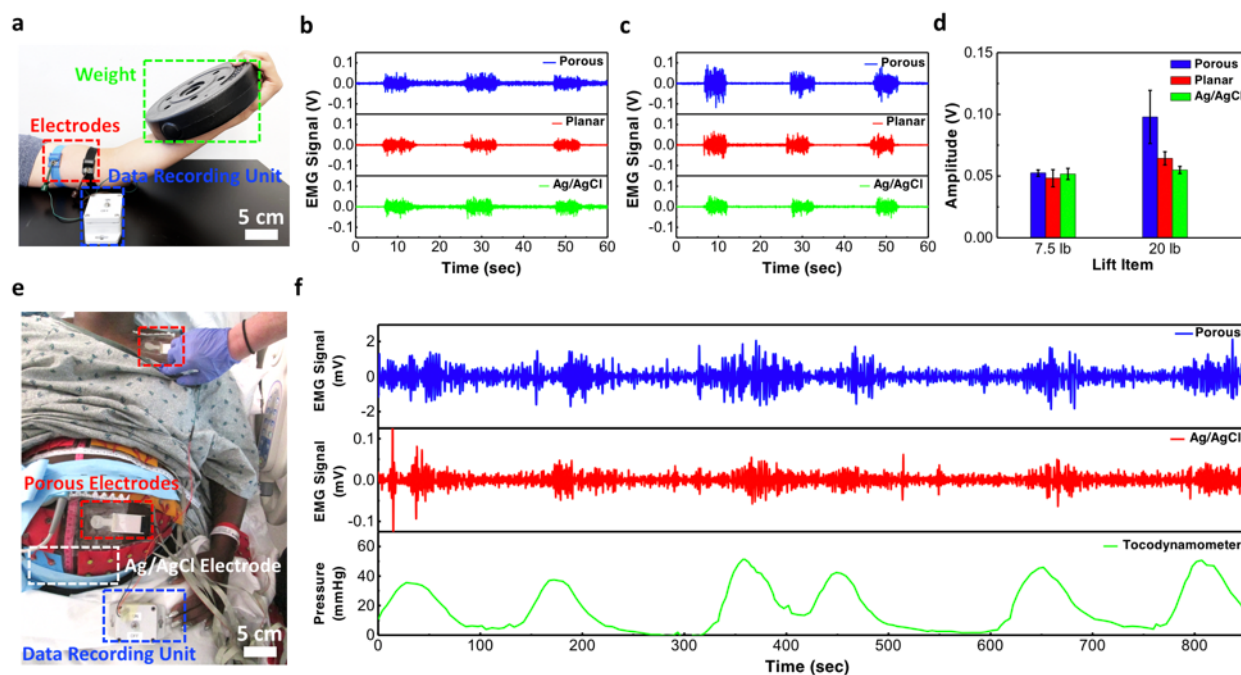 a
Weight
Electrodes
Data Recording Unit
5 cm
b
EMG Signal (V)
0.1
0.0
-0.1
Porous
0.1
0.0
-0.1
Planar
0.1
0.0
-0.1
Ag/AgCl
0 10 20 30 40 50 60
Time (sec)
c
EMG Signal (V)
0.1
0.0
-0.1
Porous
0.1
0.0
-0.1
Planar
0.1
0.0
-0.1
Ag/AgCl
0 10 20 30 40 50 60
Time (sec)
d
Amplitude (V)
0.15
0.10
0.05
0.00
Porous
Planar
Ag/AgCl
7.5 lb 20 lb
Lift Item
e
Porous Electrodes
Ag/AgCl Electrode
Data Recording Unit
5 cm
f
EMG Signal
(mV)
2
0
-2
Porous
EMG Signal
(mV)
0.1
0.0
-0.1
Ag/AgCl
Pressure
(mmHg)
60
40
20
0
Tocodynamometer
0 100 200 300 400 500 600 700 800
Time (sec)